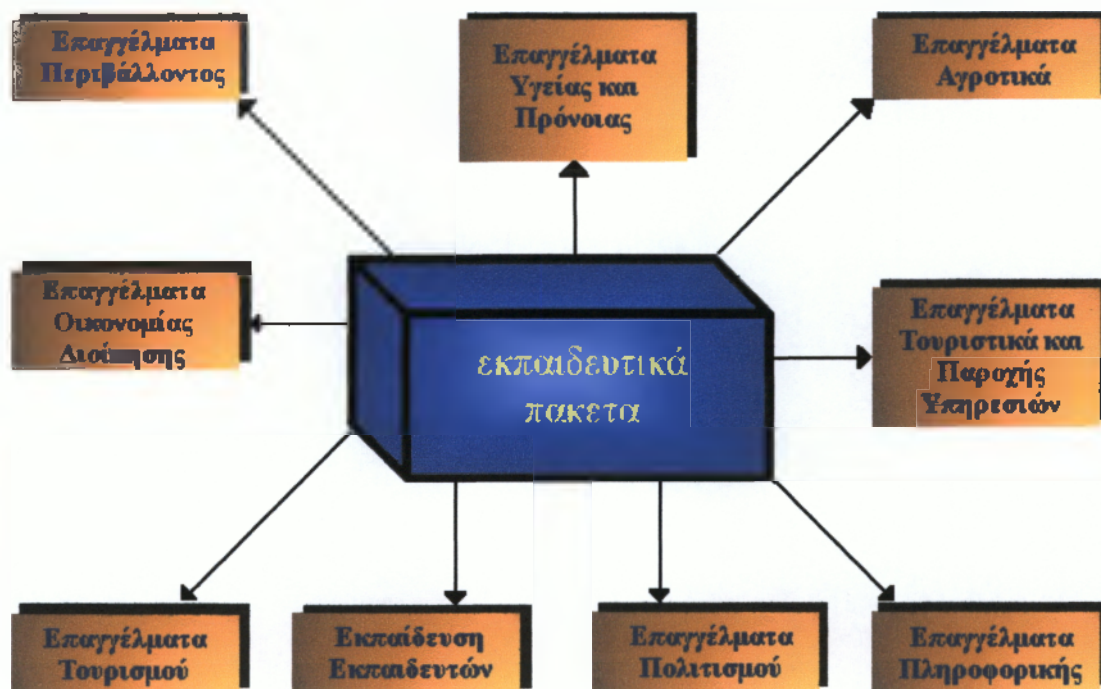 Επαγγέλματα
Περιβάλλοντος
Επαγγέλματα
Υγείας και
Πρόνοιας
Επαγγέλματα
Αγροτικά
Επαγγέλματα
Οικονομίας
Διοίκησης
εκπαιδευτικά
πακετα
Επαγγέλματα
Τουριστικά και
Παροχής
Υπηρεσιών
Επαγγέλματα
Τουρισμού
Εκπαίδευση
Εκπαιδευτών
Επαγγέλματα
Πολιτισμού
Επαγγέλματα
Πληροφορικής